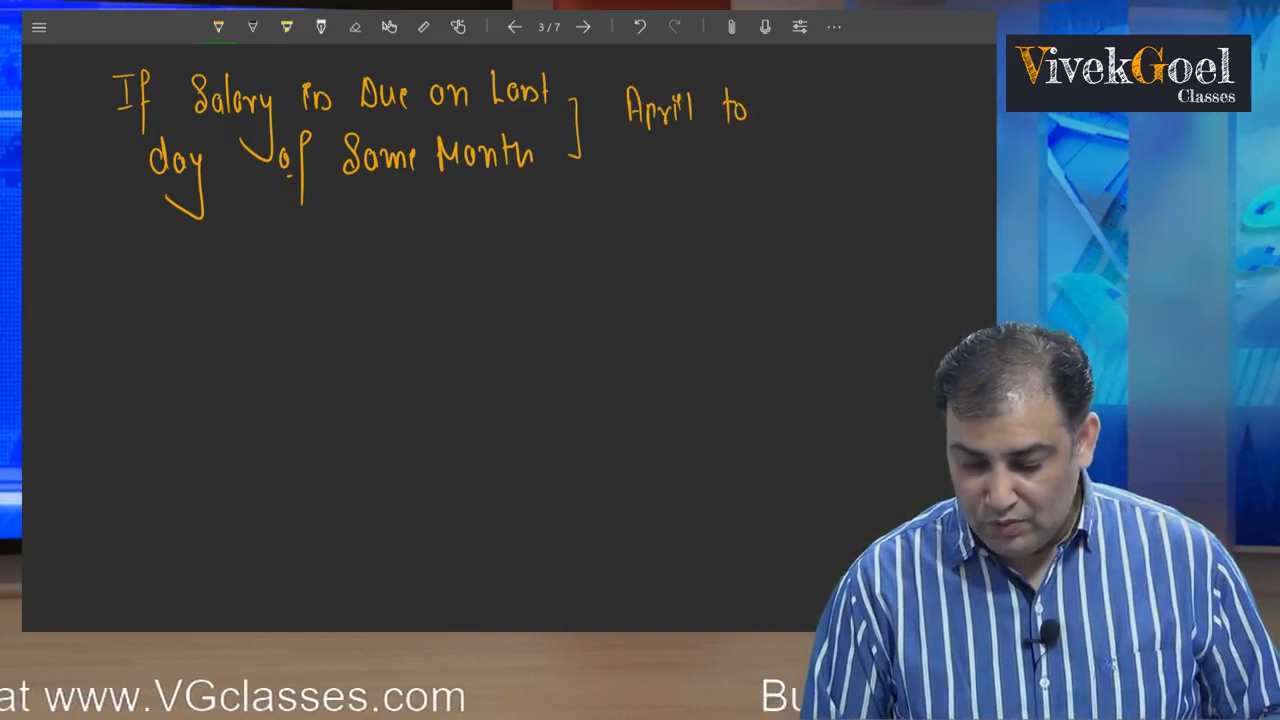 3/7
VivekGoel
Classes
If Salary is Due on Last
day of Same Month
April to
at www.VGclasses.com
Bu